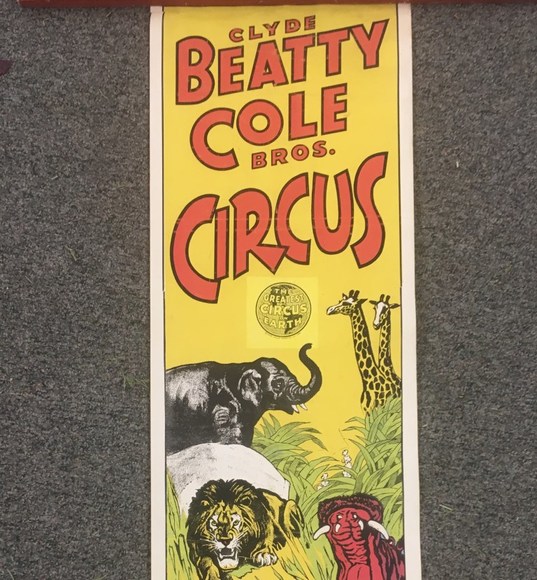 CLYDE
BEATTY
COLE
BROS.
CIRCUS
THE
GREATEST
CIRCUS
ON
EARTH